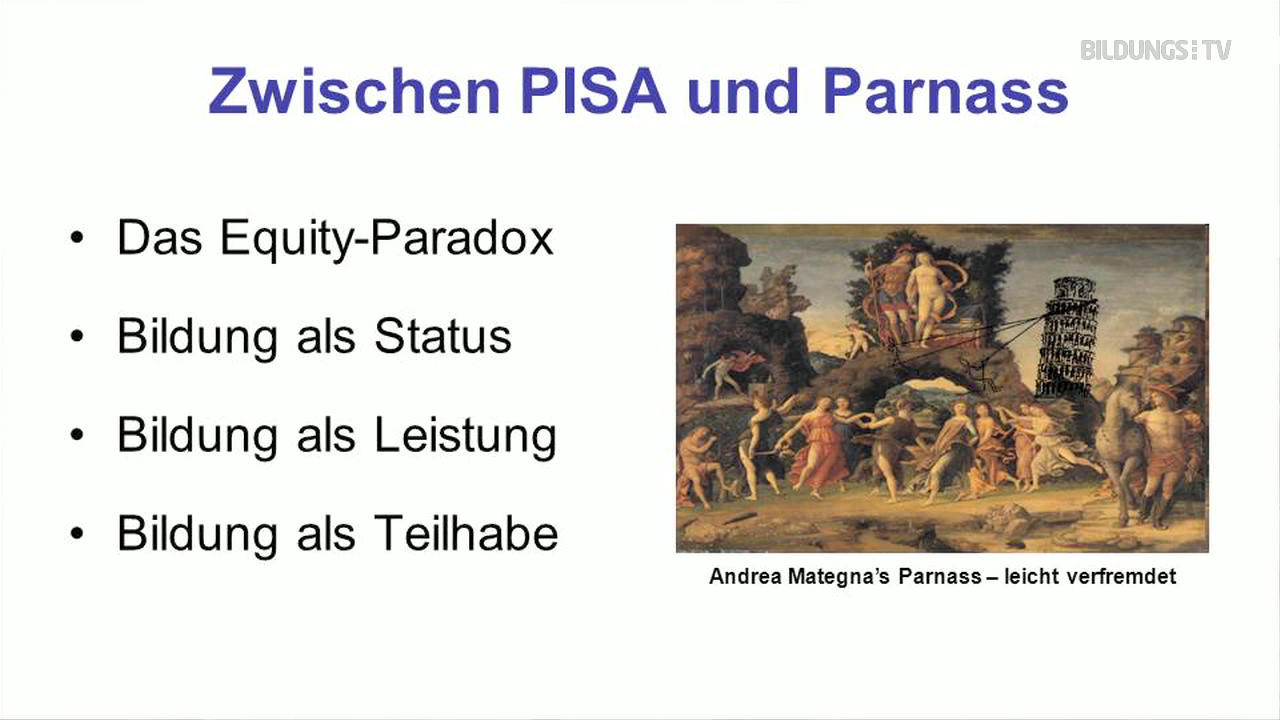 BILDUNGS:TV
Zwischen PISA und Parnass
• Das Equity-Paradox
• Bildung als Status
• Bildung als Leistung
• Bildung als Teilhabe
Andrea Mategna’s Parnass – leicht verfremdet